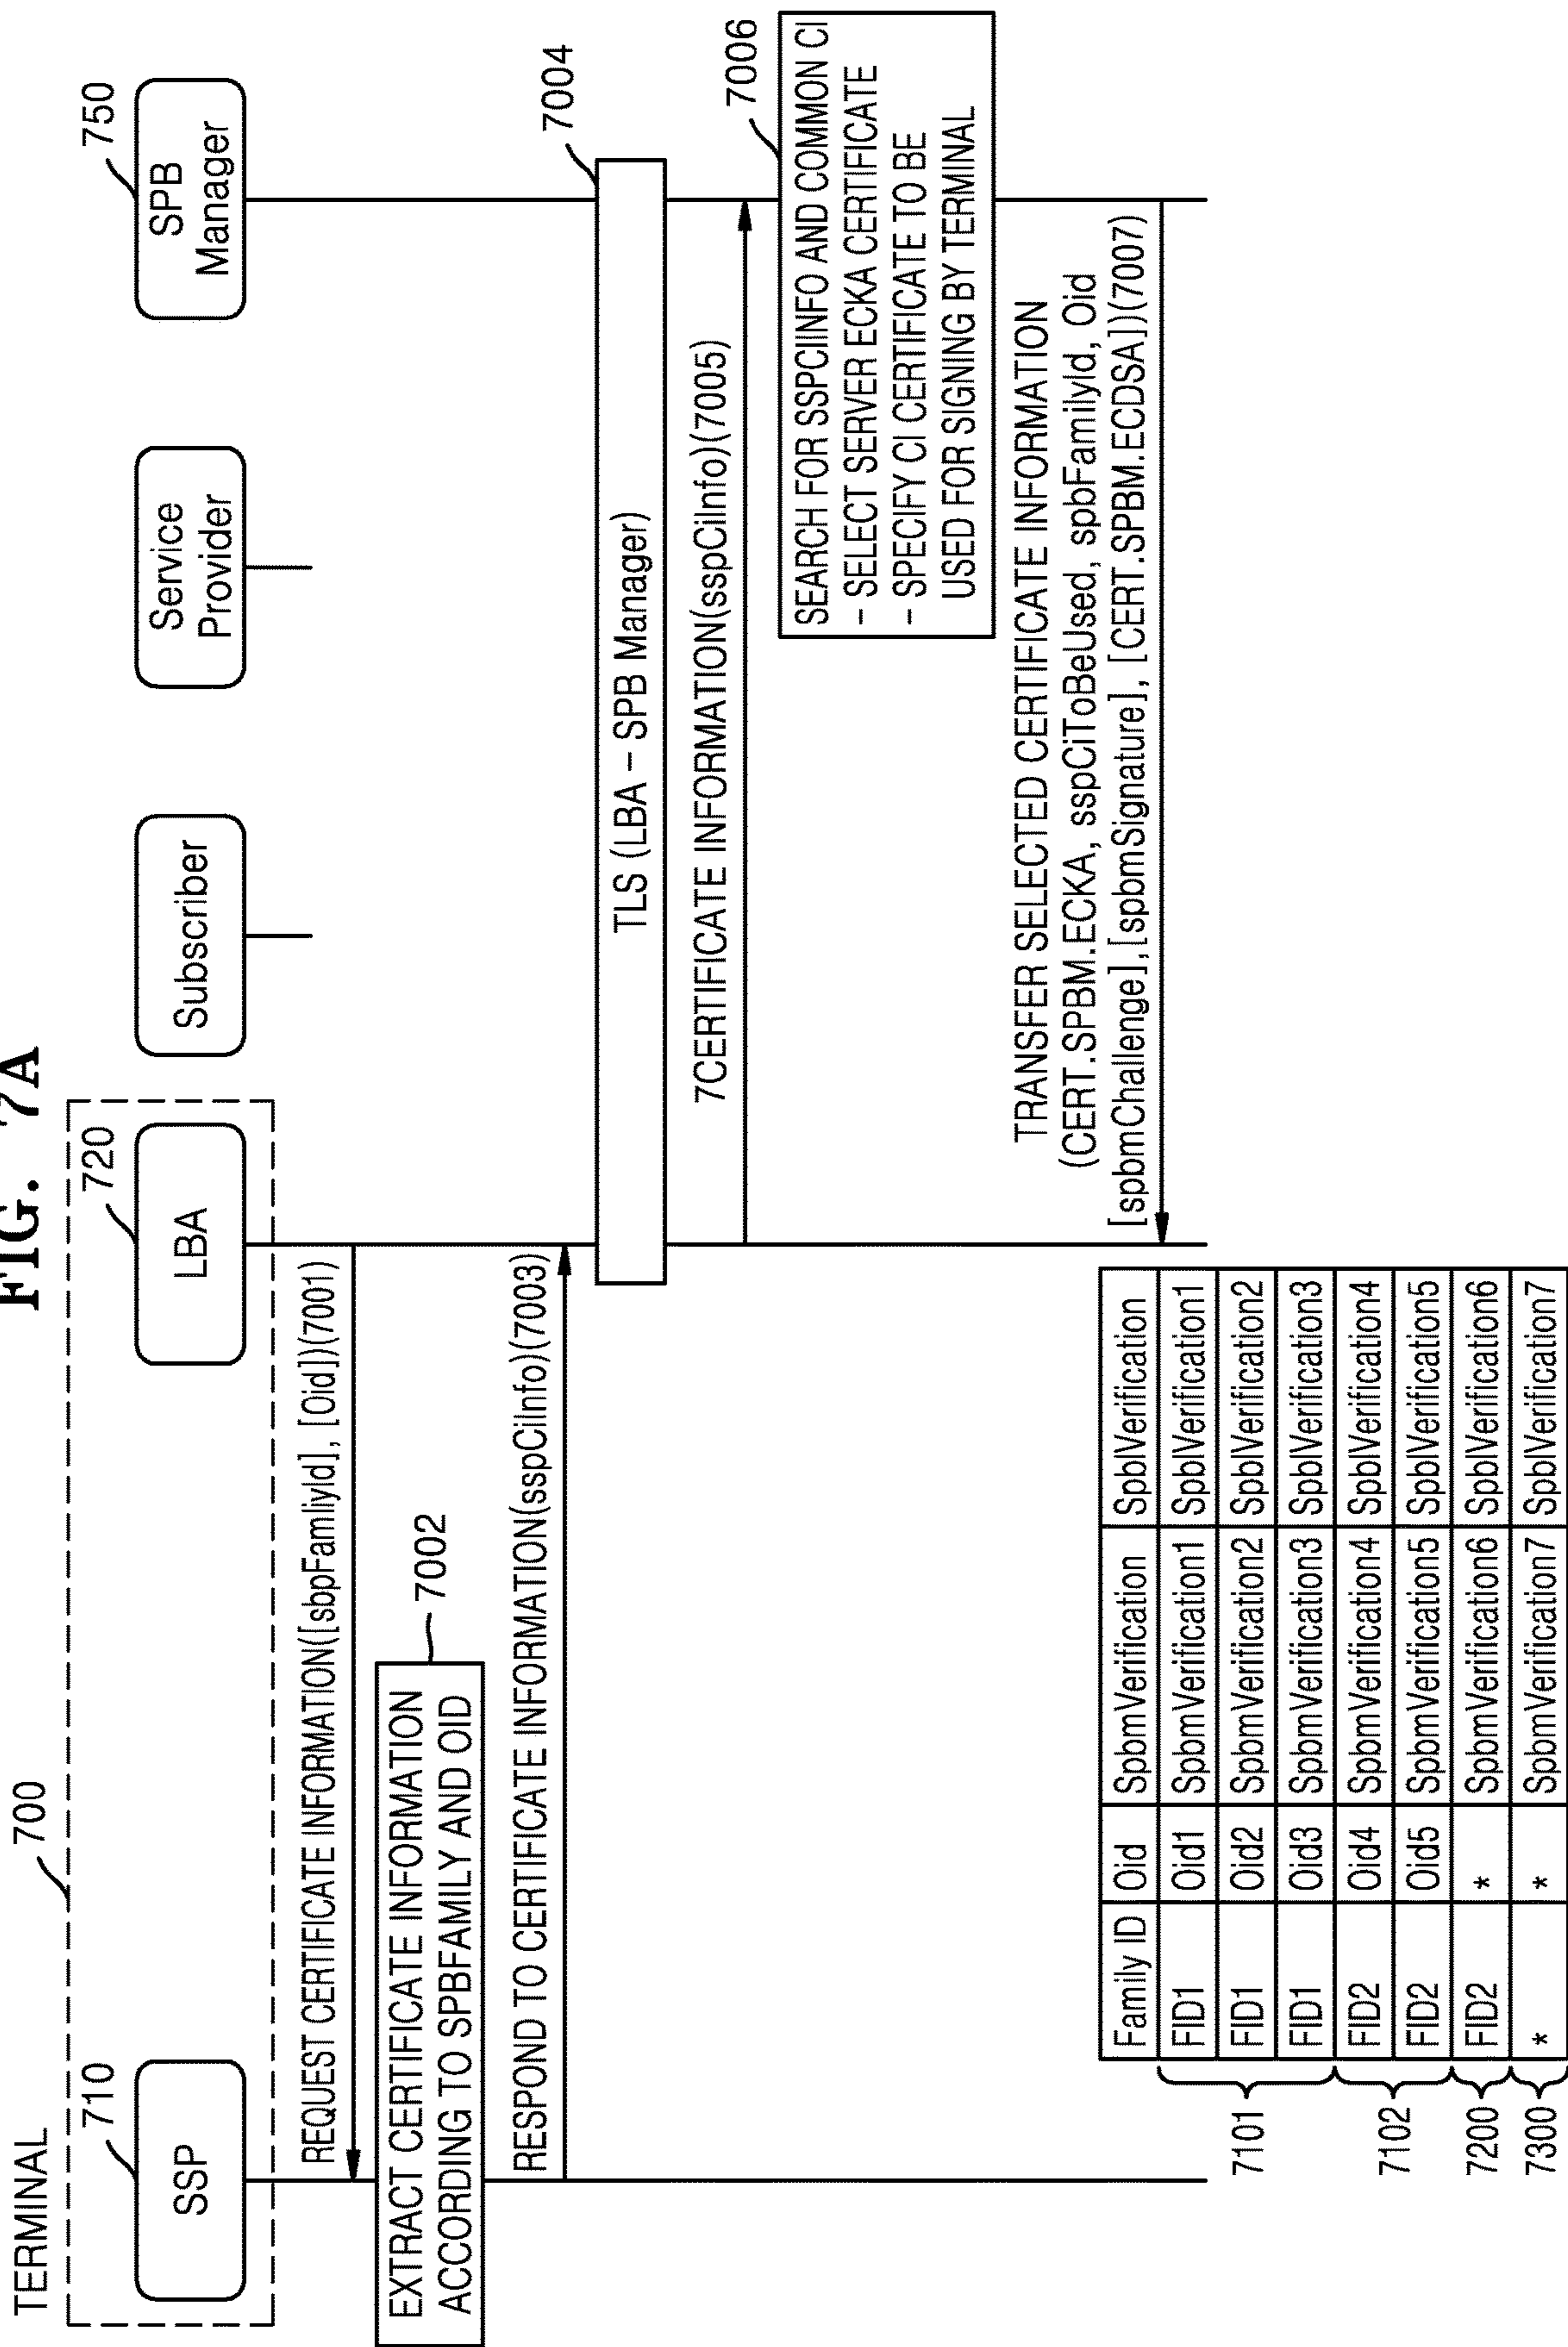 FIG. 7A
TERMINAL
700
710
SSP
720
LBA
Subscriber
Service
Provider
750
SPB
Manager
REQUEST CERTIFICATE INFORMATION([sbpFamliyId], [Oid])(7001)
EXTRACT CERTIFICATE INFORMATION
ACCORDING TO SPBFAMILY AND OID
7002
RESPOND TO CERTIFICATE INFORMATION(sspCiInfo)(7003)
TLS (LBA – SPB Manager)
7004
7CERTIFICATE INFORMATION(sspCiInfo)(7005)
7006
SEARCH FOR SSPCIINFO AND COMMON CI
– SELECT SERVER ECKA CERTIFICATE
– SPECIFY CI CERTIFICATE TO BE
USED FOR SIGNING BY TERMINAL
TRANSFER SELECTED CERTIFICATE INFORMATION
(CERT.SPBM.ECKA, sspCiToBeUsed, spbFamilyId, Oid
[spbmChallenge],[spbmSignature], [CERT.SPBM.ECDSA])(7007)
Family ID Oid SpbmVerification SpblVerification
FID1 Oid1 SpbmVerification1 SpblVerification1
FID1 Oid2 SpbmVerification2 SpblVerification2
FID1 Oid3 SpbmVerification3 SpblVerification3
FID2 Oid4 SpbmVerification4 SpblVerification4
FID2 Oid5 SpbmVerification5 SpblVerification5
FID2 * SpbmVerification6 SpblVerification6
* * SpbmVerification7 SpblVerification7
7101
7102
7200
7300